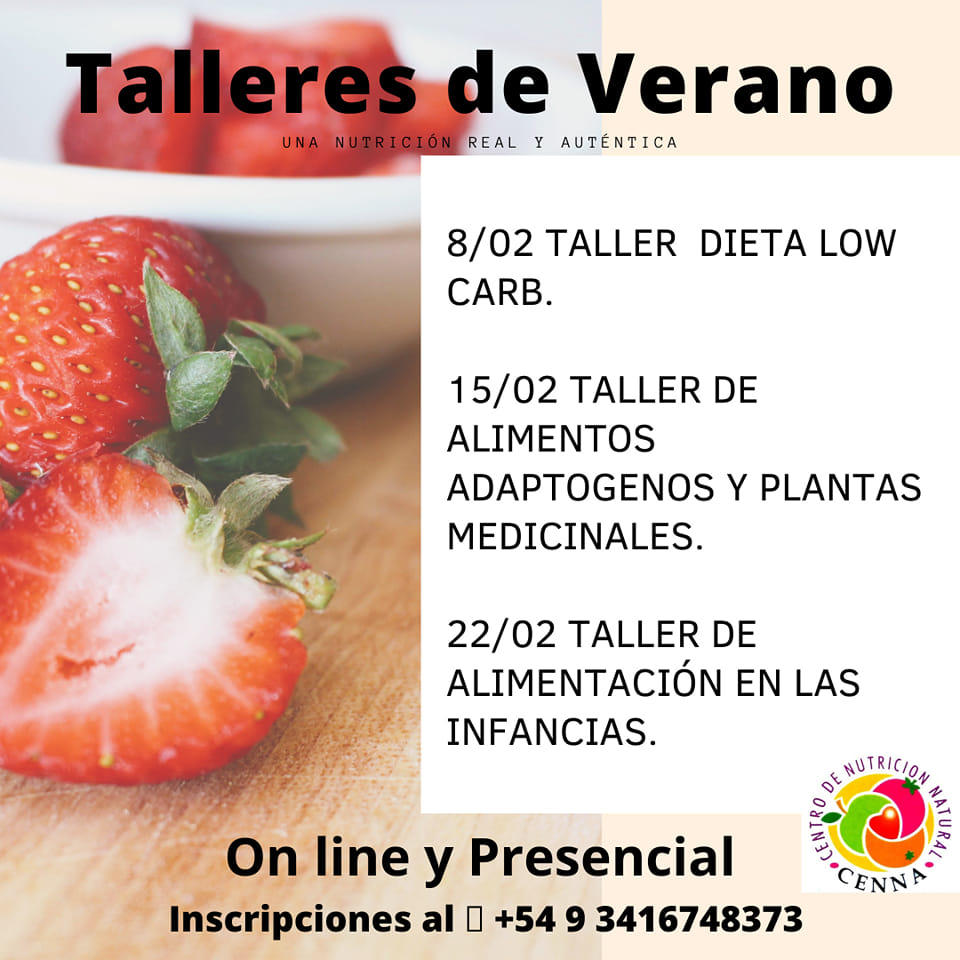 Talleres de Verano
UNA NUTRICIÓN REAL Y AUTÉNTICA
8/02 TALLER DIETA LOW
CARB.
15/02 TALLER DE
ALIMENTOS
ADAPTOGENOS Y PLANTAS
MEDICINALES.
22/02 TALLER DE
ALIMENTACIÓN EN LAS
INFANCIAS.
CENTRO DE NUTRICION NATURAL
CENNA
On line y Presencial
Inscripciones al ▯ +54 9 3416748373